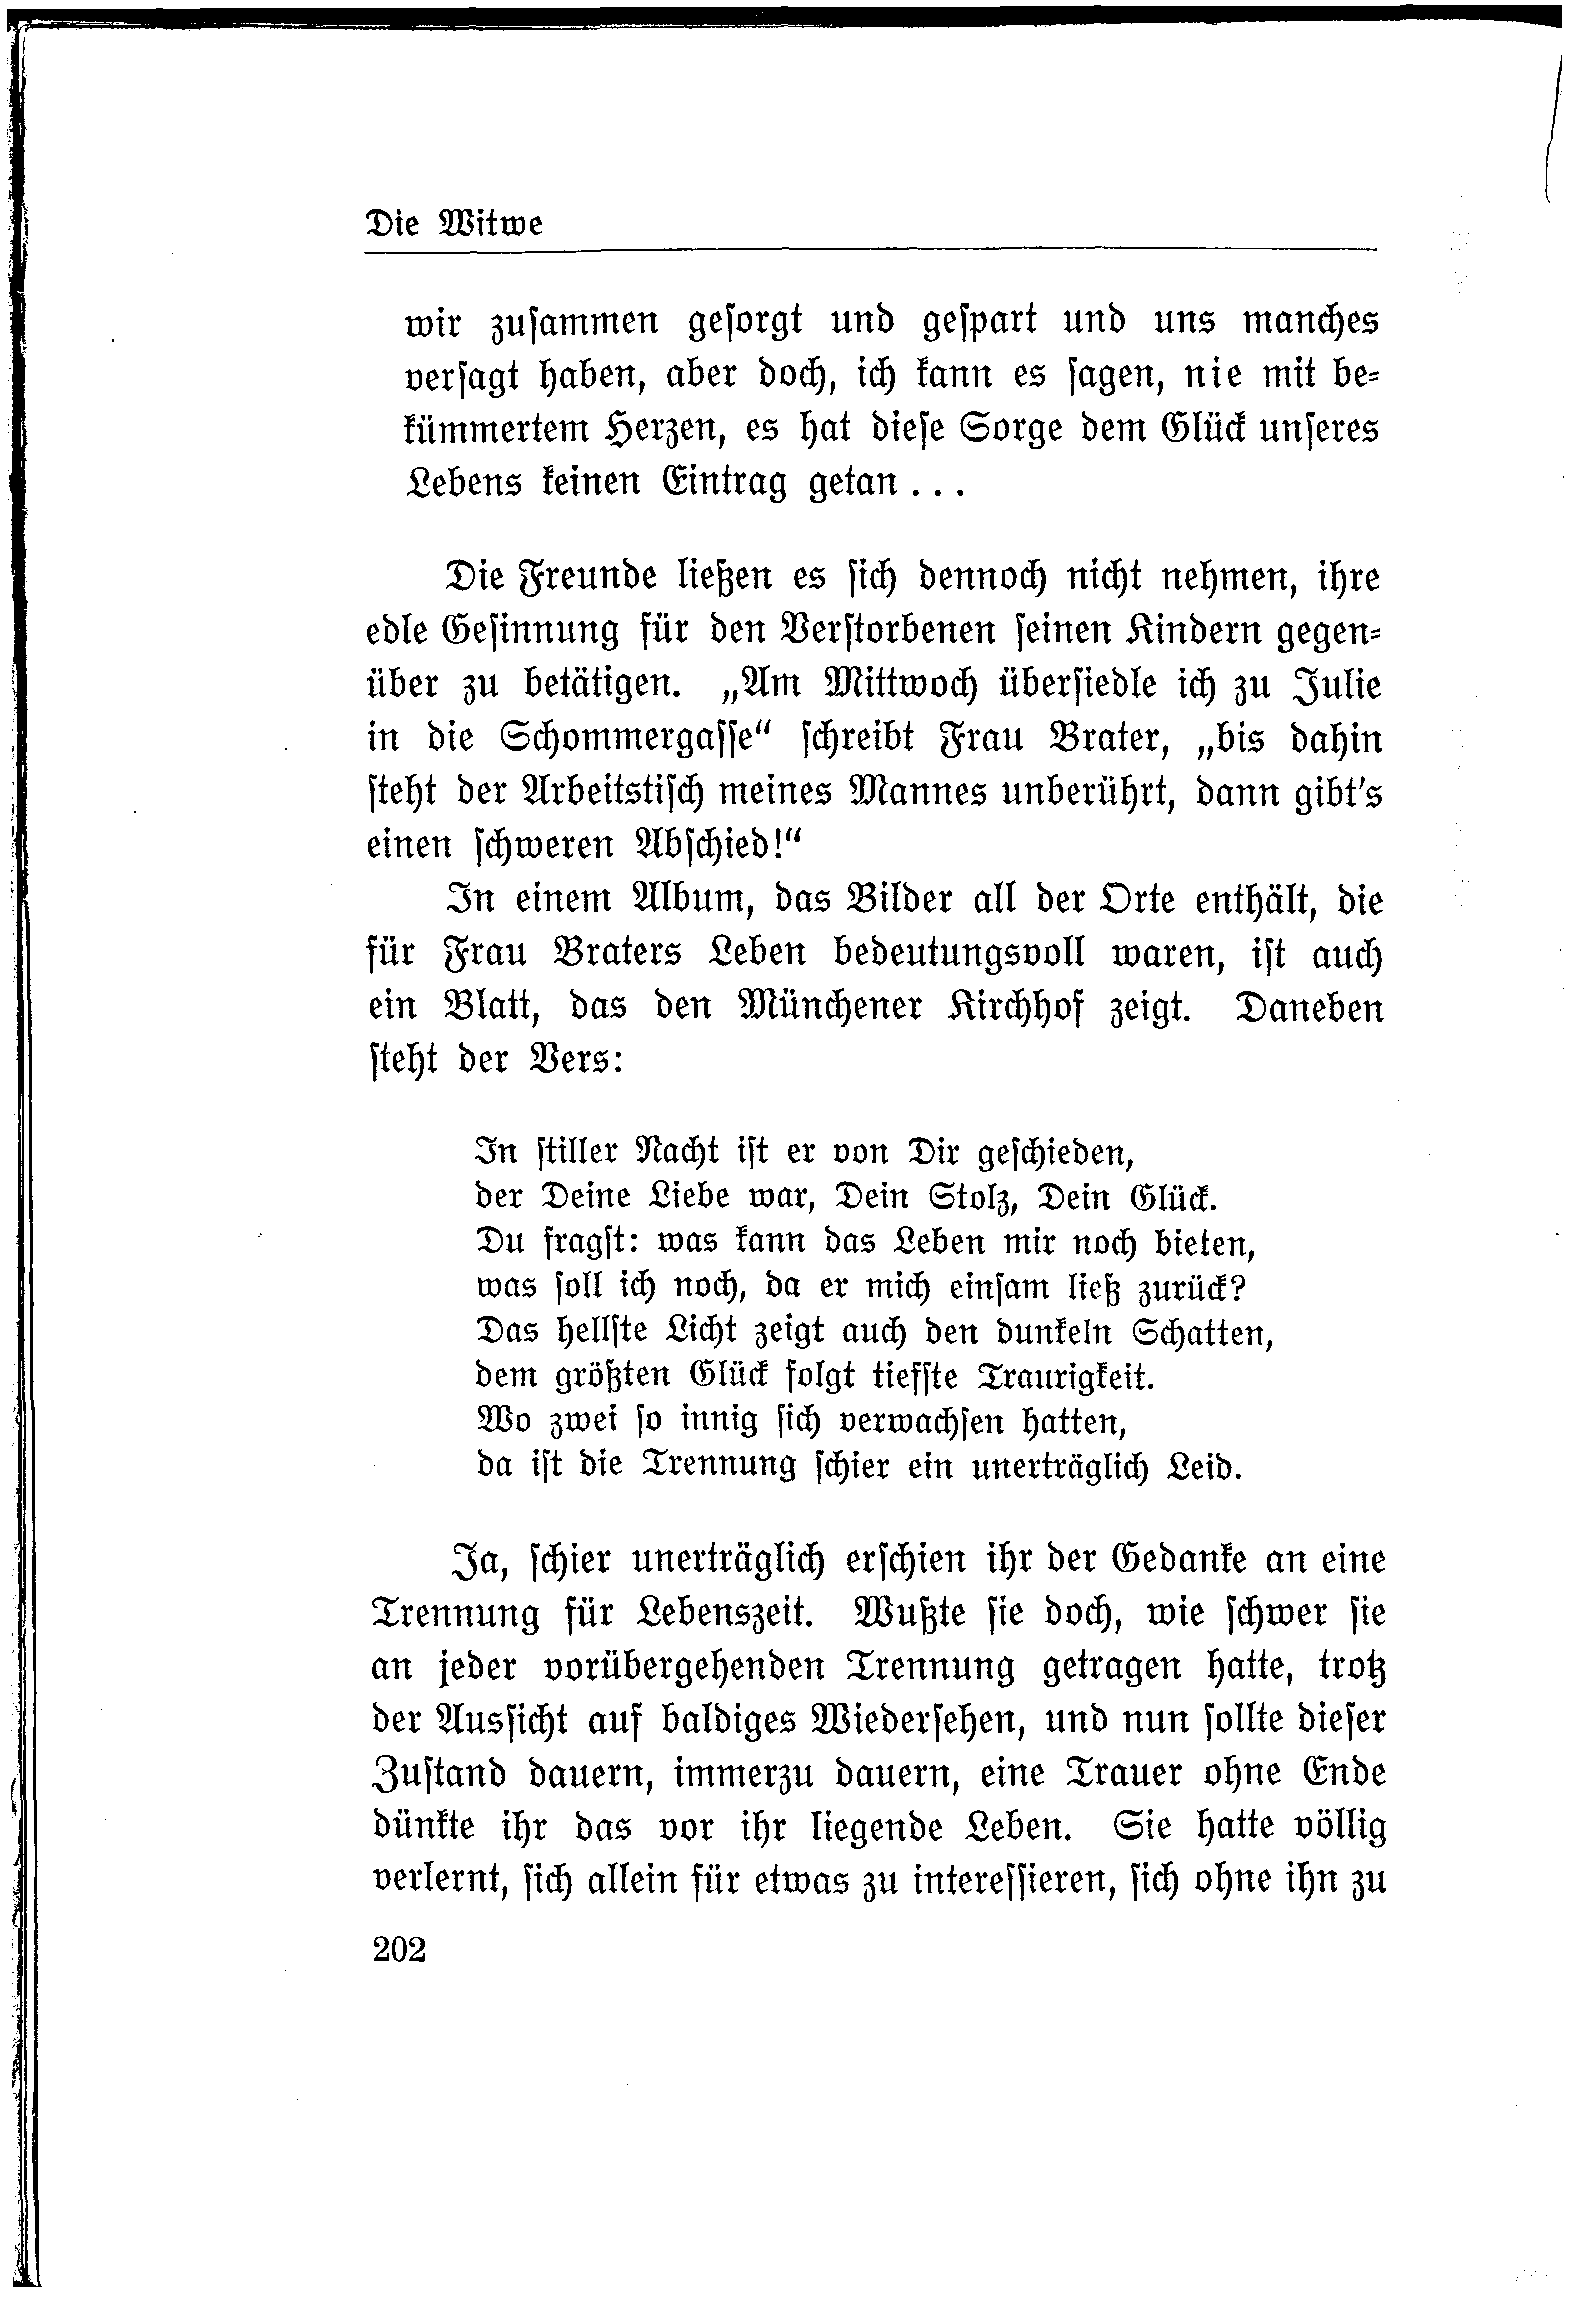 Die Witwe
wir zusammen gesorgt und gespart und uns manches
versagt haben, aber doch, ich kann es sagen, nie mit be-
kümmertem Herzen, es hat diese Sorge dem Glück unseres
Lebens keinen Eintrag getan . . .
Die Freunde ließen es sich dennoch nicht nehmen, ihre
edle Gesinnung für den Verstorbenen seinen Kindern gegen-
über zu betätigen. „Am Mittwoch übersiedle ich zu Julie
in die Schommergasse“ schreibt Frau Brater, „bis dahin
steht der Arbeitstisch meines Mannes unberührt, dann gibt's
einen schweren Abschied!“
In einem Album, das Bilder all der Orte enthält, die
für Frau Braters Leben bedeutungsvoll waren, ist auch
ein Blatt, das den Münchener Kirchhof zeigt. Daneben
steht der Vers:
In stiller Nacht ist er von Dir geschieden,
der Deine Liebe war, Dein Stolz, Dein Glück.
Du fragst: was kann das Leben mir noch bieten,
was soll ich noch, da er mich einsam ließ zurück?
Das hellste Licht zeigt auch den dunkeln Schatten,
dem größten Glück folgt tiefste Traurigkeit.
Wo zwei so innig sich verwachsen hatten,
da ist die Trennung schier ein unerträglich Leid.
Ja, schier unerträglich erschien ihr der Gedanke an eine
Trennung für Lebenszeit. Wußte sie doch, wie schwer sie
an jeder vorübergehenden Trennung getragen hatte, trotz
der Aussicht auf baldiges Wiedersehen, und nun sollte dieser
Zustand dauern, immerzu dauern, eine Trauer ohne Ende
dünkte ihr das vor ihr liegende Leben. Sie hatte völlig
verlernt, sich allein für etwas zu interessieren, sich ohne ihn zu
202